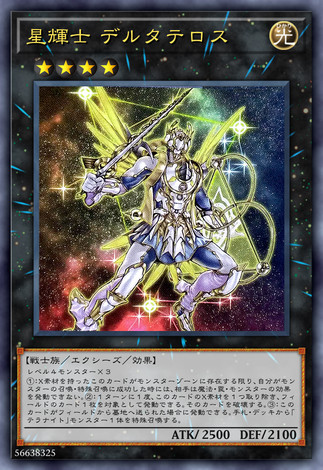 星輝士 デルタテロス
光
【戦士族／エクシーズ／効果】
レベル４モンスター×３
①：X素材を持ったこのカードがモンスターゾーンに存在する限り、自分がモン
スターの召喚・特殊召喚に成功した時には、相手は魔法・罠・モンスターの効果
を発動できない。②：１ターンに１度、このカードのX素材を１つ取り除き、フィ
ールドのカード１枚を対象として発動できる。そのカードを破壊する。③：この
カードがフィールドから墓地へ送られた場合に発動できる。手札・デッキから「
テラナイト」モンスター１体を特殊召喚する。
ATK/ 2500 DEF/2100
56638325